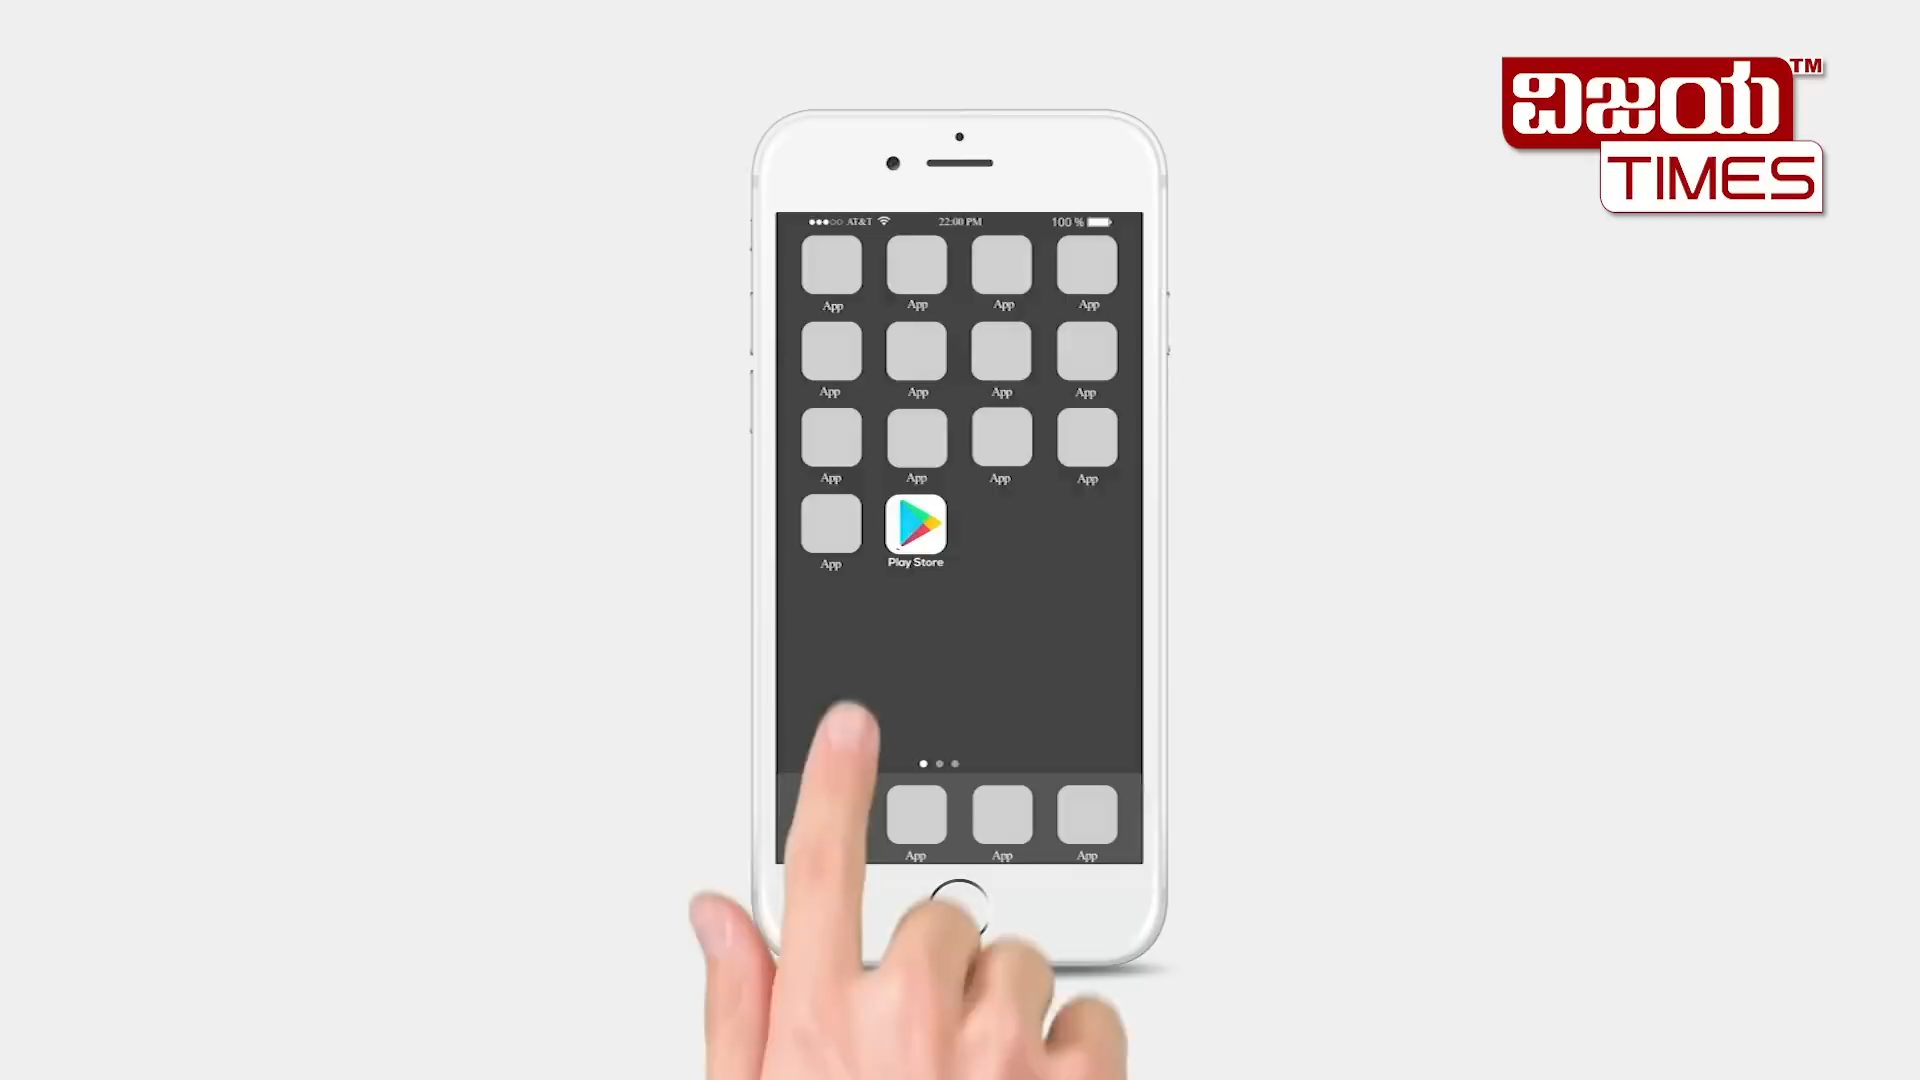 ವಿಜಯ TM
TIMES
AT&T 22:00 PM 100 %
App App App App
App App App App
App App App App
App Play Store
App App App